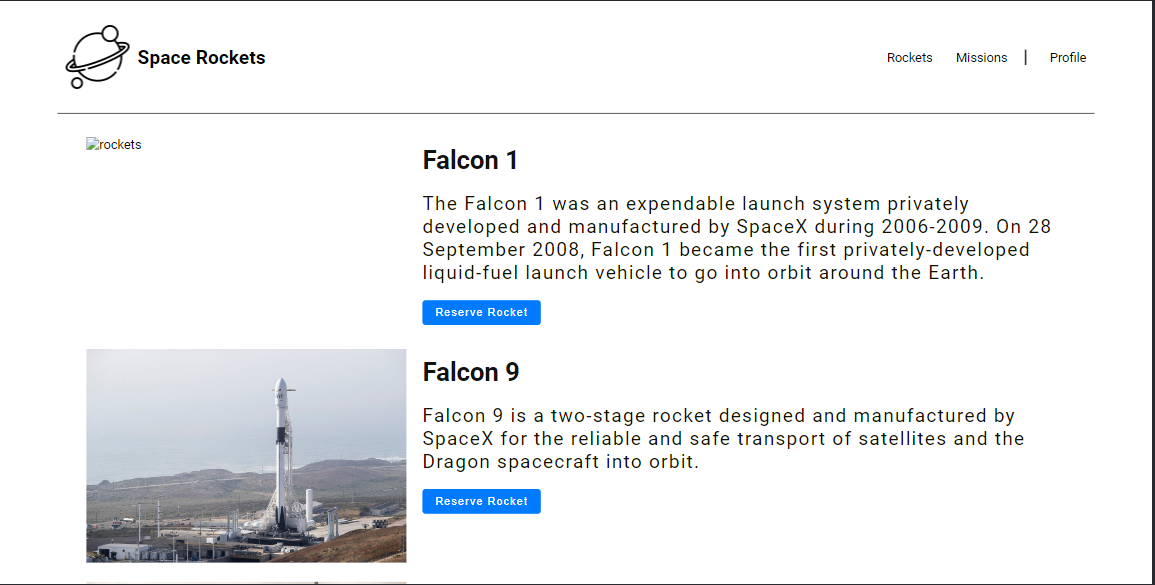 Space Rockets
Rockets Missions | Profile
rockets
Falcon 1
The Falcon 1 was an expendable launch system privately
developed and manufactured by SpaceX during 2006-2009. On 28
September 2008, Falcon 1 became the first privately-developed
liquid-fuel launch vehicle to go into orbit around the Earth.
Reserve Rocket
Falcon 9
Falcon 9 is a two-stage rocket designed and manufactured by
SpaceX for the reliable and safe transport of satellites and the
Dragon spacecraft into orbit.
Reserve Rocket